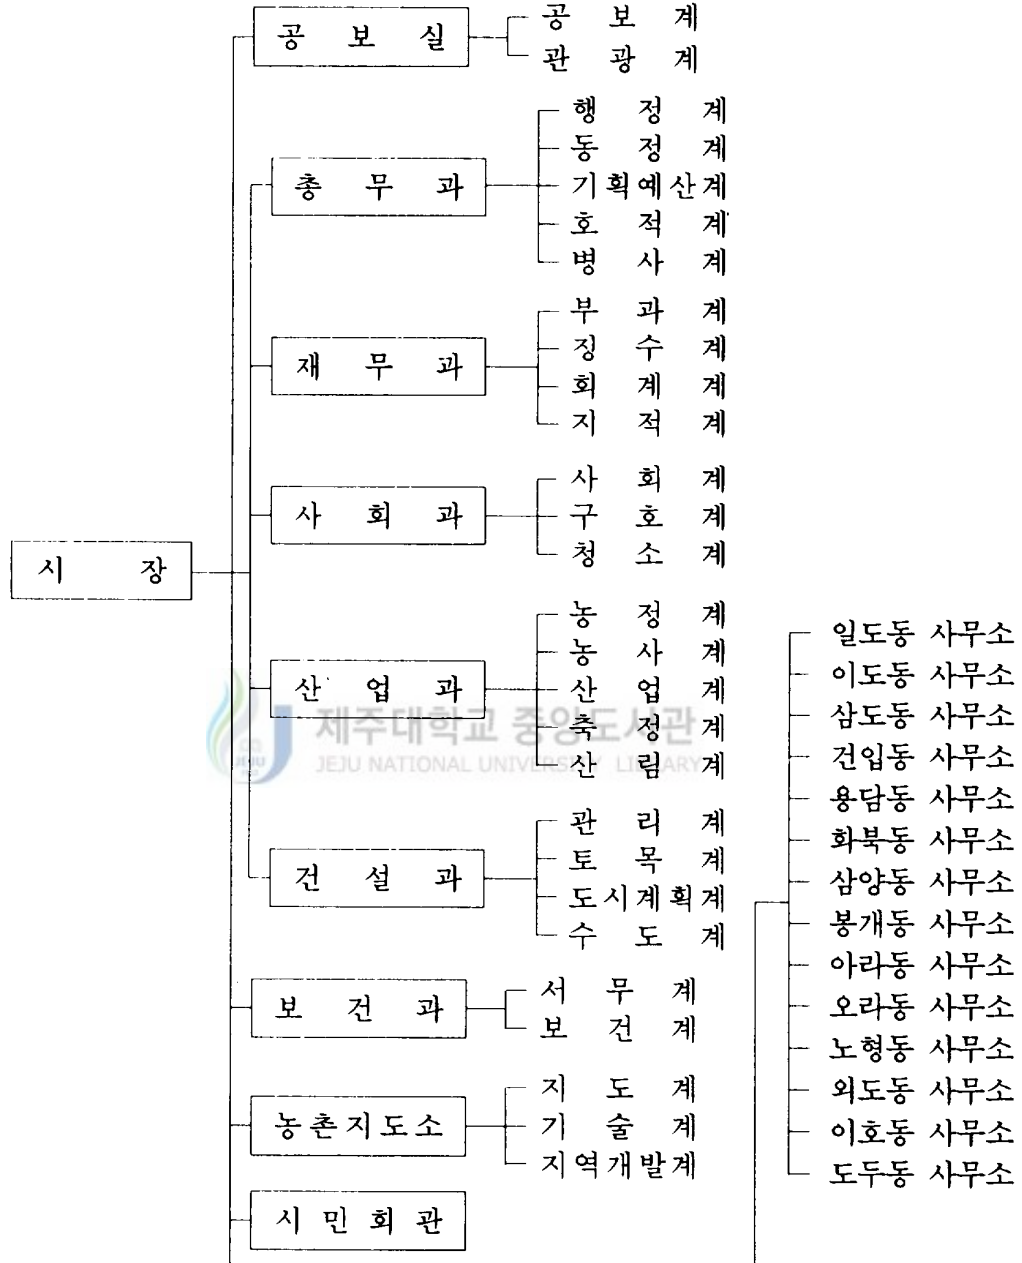 공 보 실
공 보 계
관 광 계
총 무 과
행 정 계
동 정 계
기획예산계
호 적 계
병 사 계
재 무 과
부 과 계
징 수 계
회 계 계
지 적 계
사 회 과
사 회 계
구 호 계
청 소 계
시 장
산 업 과
농 정 계
농 사 계
산 업 계
축 정 계
산 림 계
제주대학교 중앙도서관
JEJU NATIONAL UNIVERSITY LIBRARY
JEJU
1952
건 설 과
관 리 계
토 목 계
도시계획계
수 도 계
보 건 과
서 무 계
보 건 계
농촌지도소
지 도 계
기 술 계
지역개발계
시 민 회 관
일도동 사무소
이도동 사무소
삼도동 사무소
건입동 사무소
용담동 사무소
화북동 사무소
삼양동 사무소
봉개동 사무소
아라동 사무소
오라동 사무소
노형동 사무소
외도동 사무소
이호동 사무소
도두동 사무소